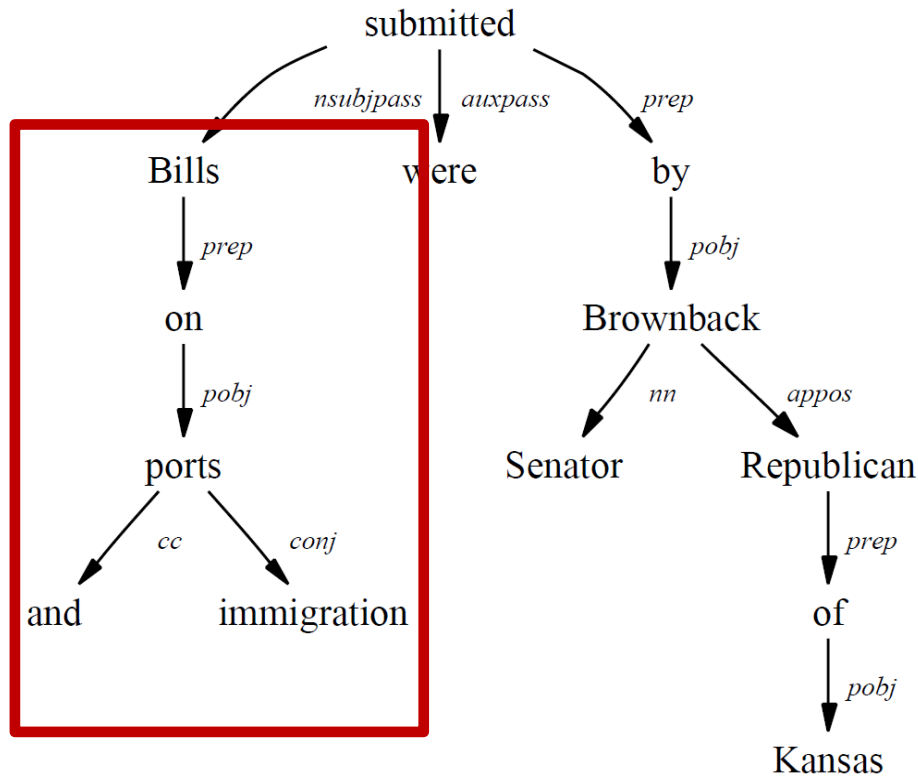 submitted
nsubjpass auxpass prep
Bills were by
prep pobj
on Brownback
pobj nn appos
ports Senator Republican
cc conj prep
and immigration of
pobj
Kansas